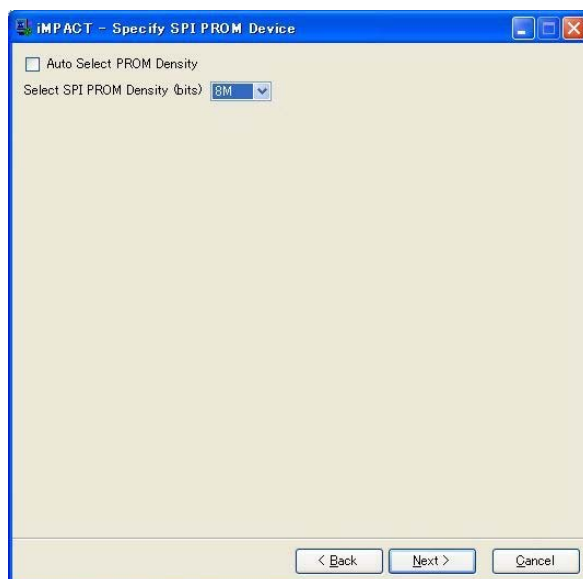 iMPACT - Specify SPI PROM Device
Auto Select PROM Density
Select SPI PROM Density (bits) 8M
< Back Next > Cancel